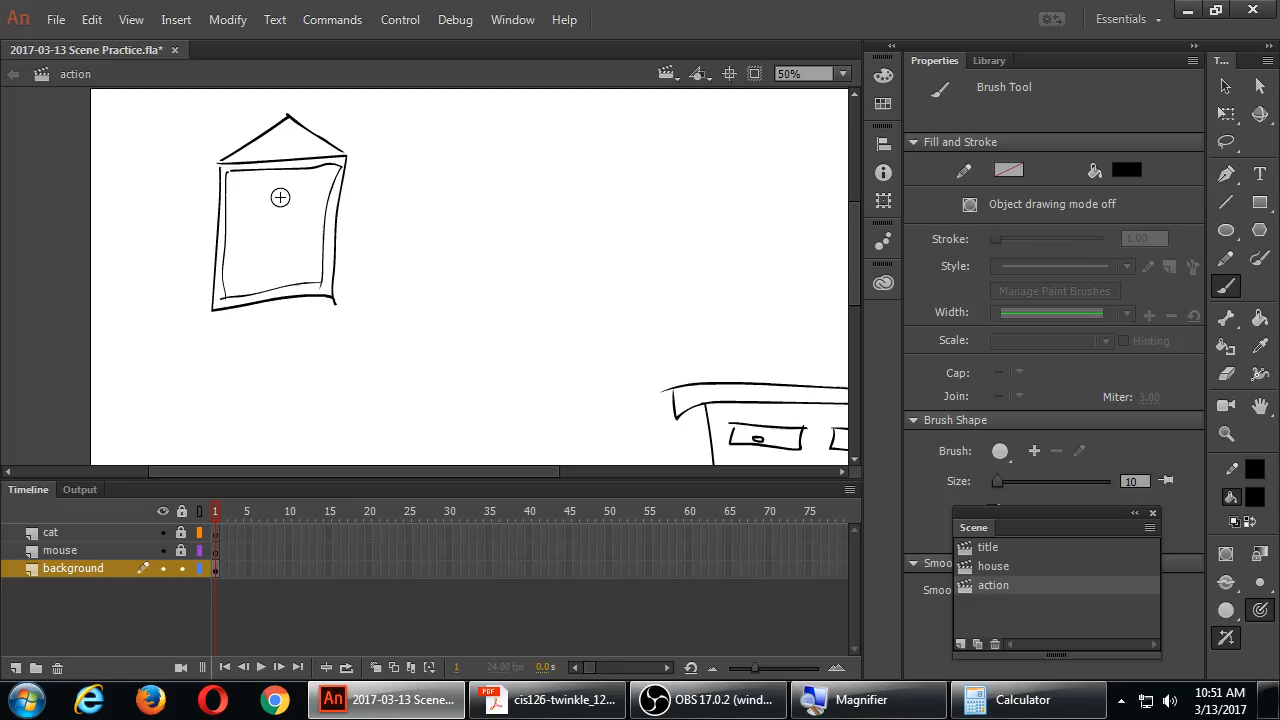 An File Edit View Insert Modify Text Commands Control Debug Window Help Essentials
2017-03-13 Scene Practice.fla* ×
action 50%
Properties Library T...
Brush Tool
Fill and Stroke
Object drawing mode off
Stroke: 1.00
Style:
Manage Paint Brushes
Width:
Scale: Hinting
Cap:
Join: Miter: 3.00
Brush Shape
Brush:
Size: 10
Scene
title
house
action
Smoo
Smoo
Timeline Output
1 5 10 15 20 25 30 35 40 45 50 55 60 65 70 75
cat
mouse
background
1 24.00 fps 0.0 s
An 2017-03-13 Scene... PDF cis126-twinkle_12... OBS 17.0.2 (wind... Magnifier Calculator 10:51 AM
3/13/2017